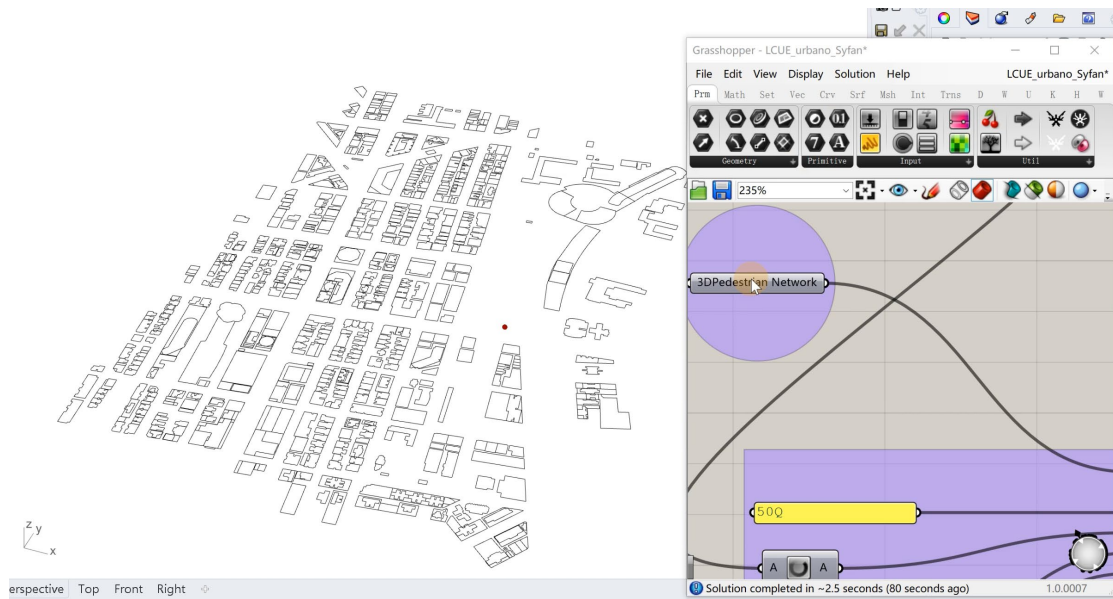 Grasshopper - LCUE_urbano_Syfan*
File Edit View Display Solution Help LCUE_urbano_Syfan*
Prm Math Set Vec Crv Srf Msh Int Trns D W U K H W
Geometry Primitive Input Util
235%
3DPedestrian Network
50Q
A A
Solution completed in ~2.5 seconds (80 seconds ago) 1.0.0007
z y
x
erspective Top Front Right